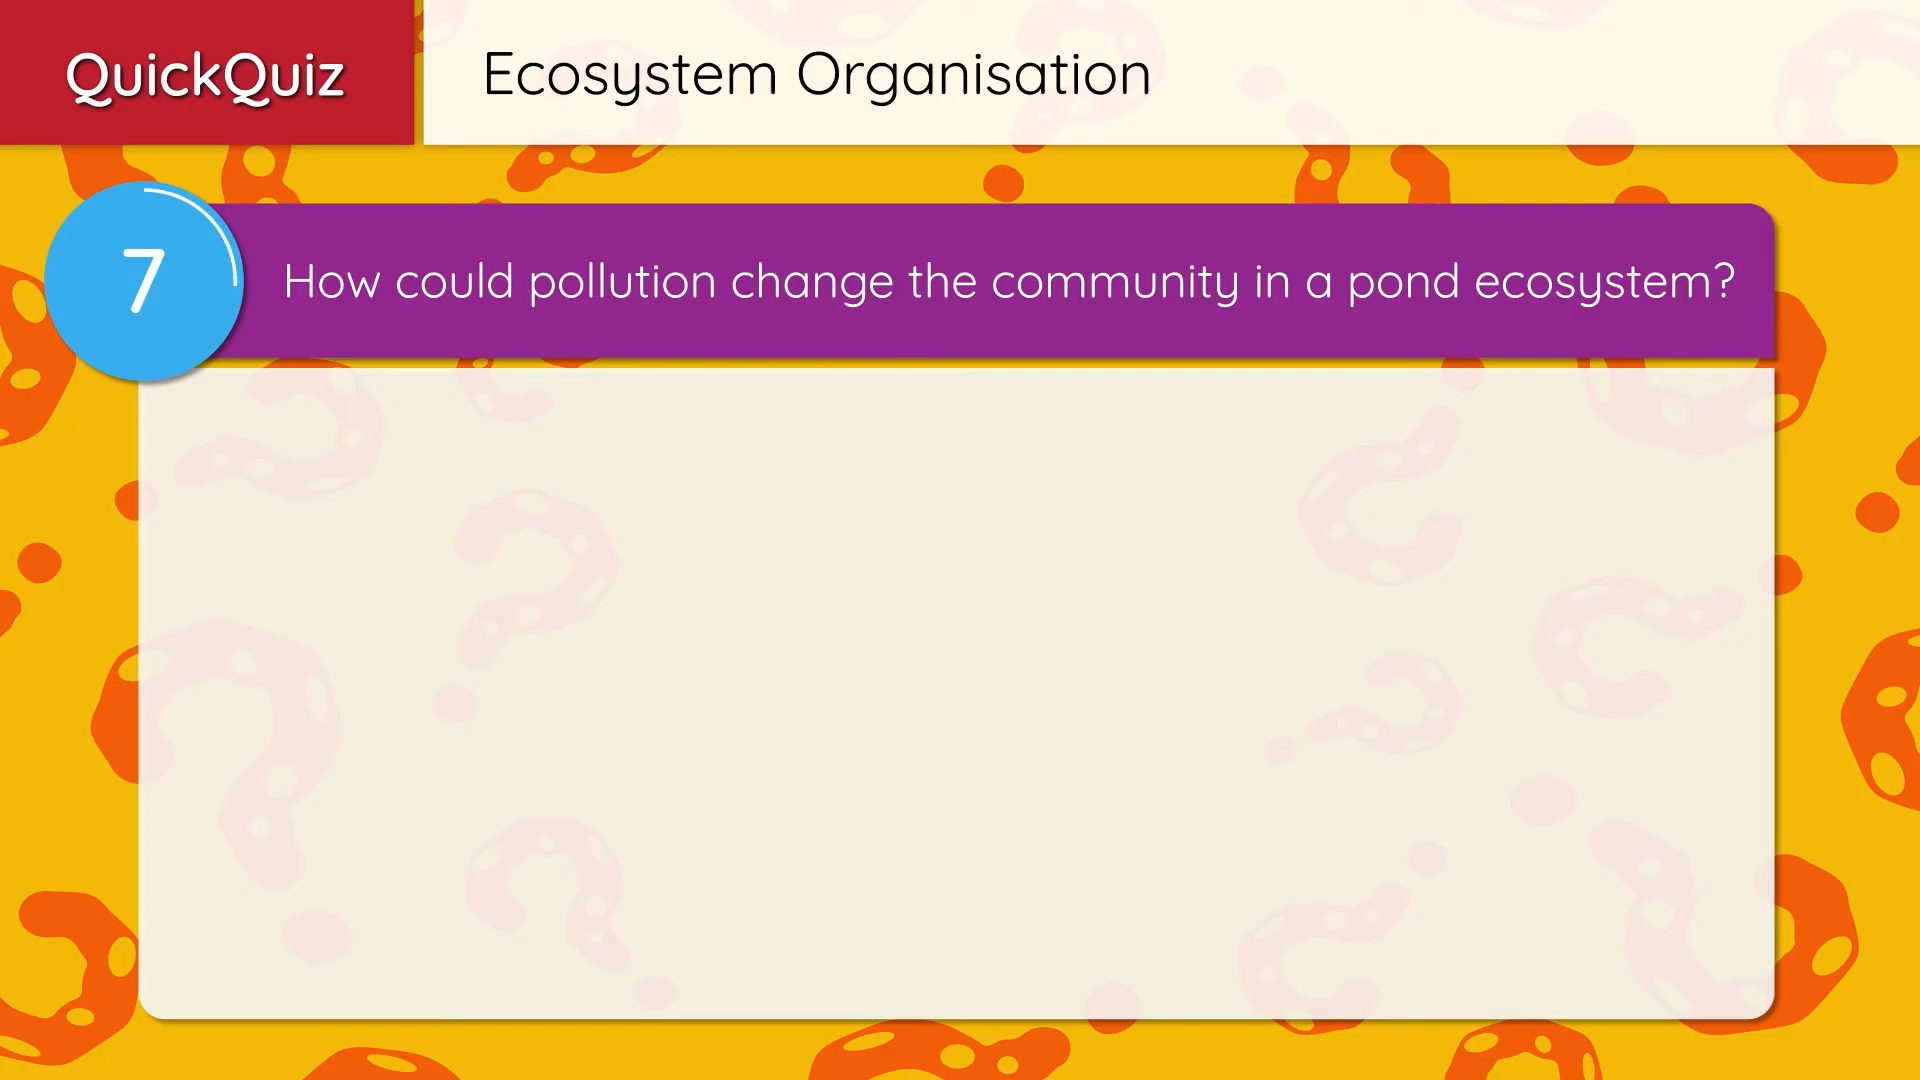 QuickQuiz
Ecosystem Organisation
7
How could pollution change the community in a pond ecosystem?